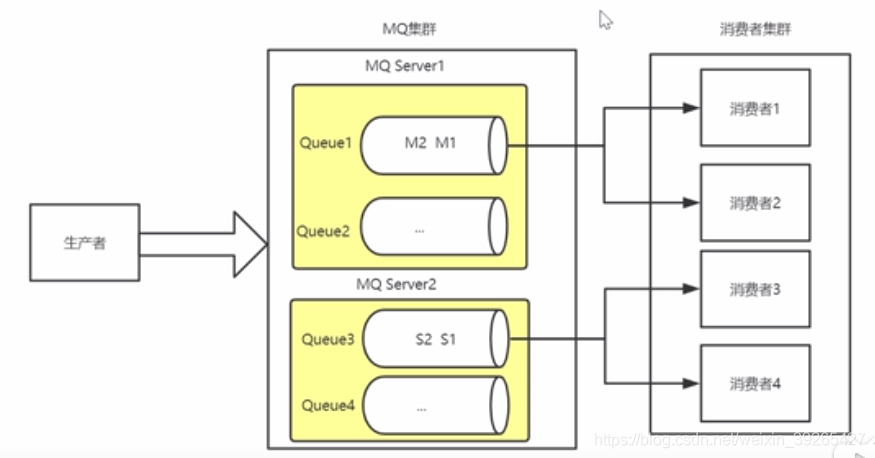 MQ集群
消费者集群
MQ Server1
Queue1
M2 M1
Queue2
...
生产者
MQ Server2
Queue3
S2 S1
Queue4
...
消费者1
消费者2
消费者3
消费者4
https://blog.csdn.net/weixin_39265427